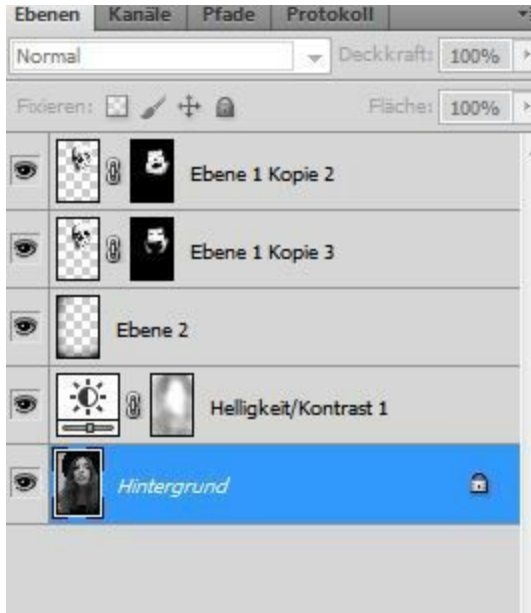 Ebenen Kanäle Pfade Protokoll
Normal Deckkraft: 100%
Fixieren: Fläche: 100%
Ebene 1 Kopie 2
Ebene 1 Kopie 3
Ebene 2
Helligkeit/Kontrast 1
Hintergrund